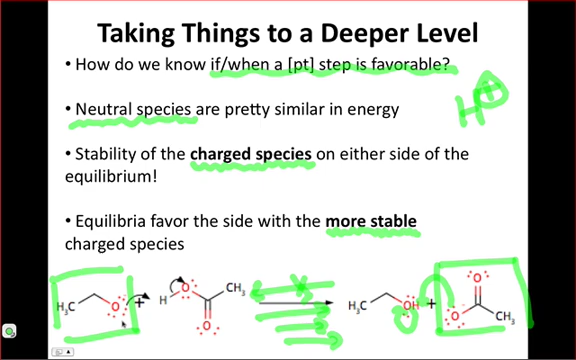 Taking Things to a Deeper Level
• How do we know if/when a [pt] step is favorable?
• Neutral species are pretty similar in energy
H+
• Stability of the charged species on either side of the
equilibrium!
• Equilibria favor the side with the more stable
charged species
H₃C O + H O CH₃ O H₃C OH + O O CH₃